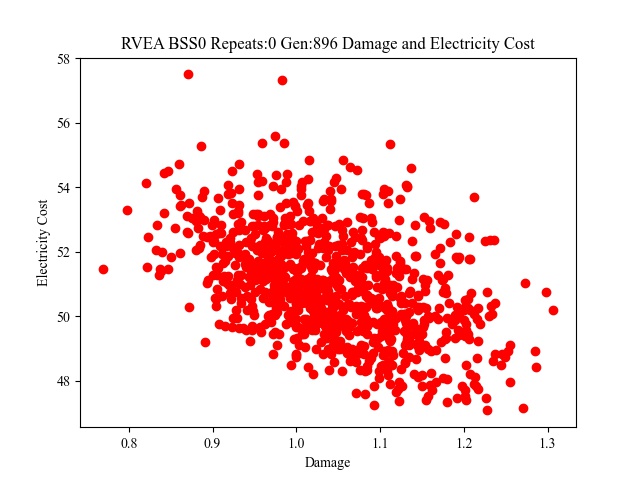 RVEA BSS0 Repeats:0 Gen:896 Damage and Electricity Cost
58
56
54
52
50
48
Electricity Cost
0.8 0.9 1.0 1.1 1.2 1.3
Damage